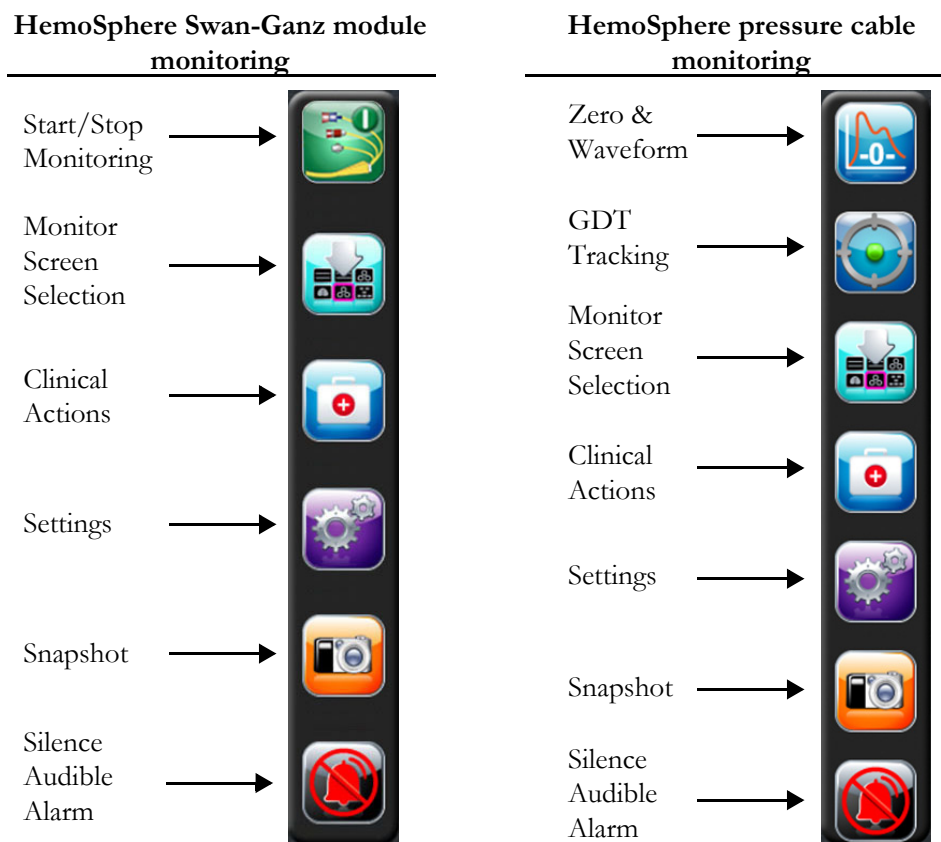 HemoSphere Swan-Ganz module
monitoring
Start/Stop
Monitoring
Monitor
Screen
Selection
Clinical
Actions
Settings
Snapshot
Silence
Audible
Alarm
HemoSphere pressure cable
monitoring
Zero &
Waveform
-0-
GDT
Tracking
Monitor
Screen
Selection
Clinical
Actions
Settings
Snapshot
Silence
Audible
Alarm